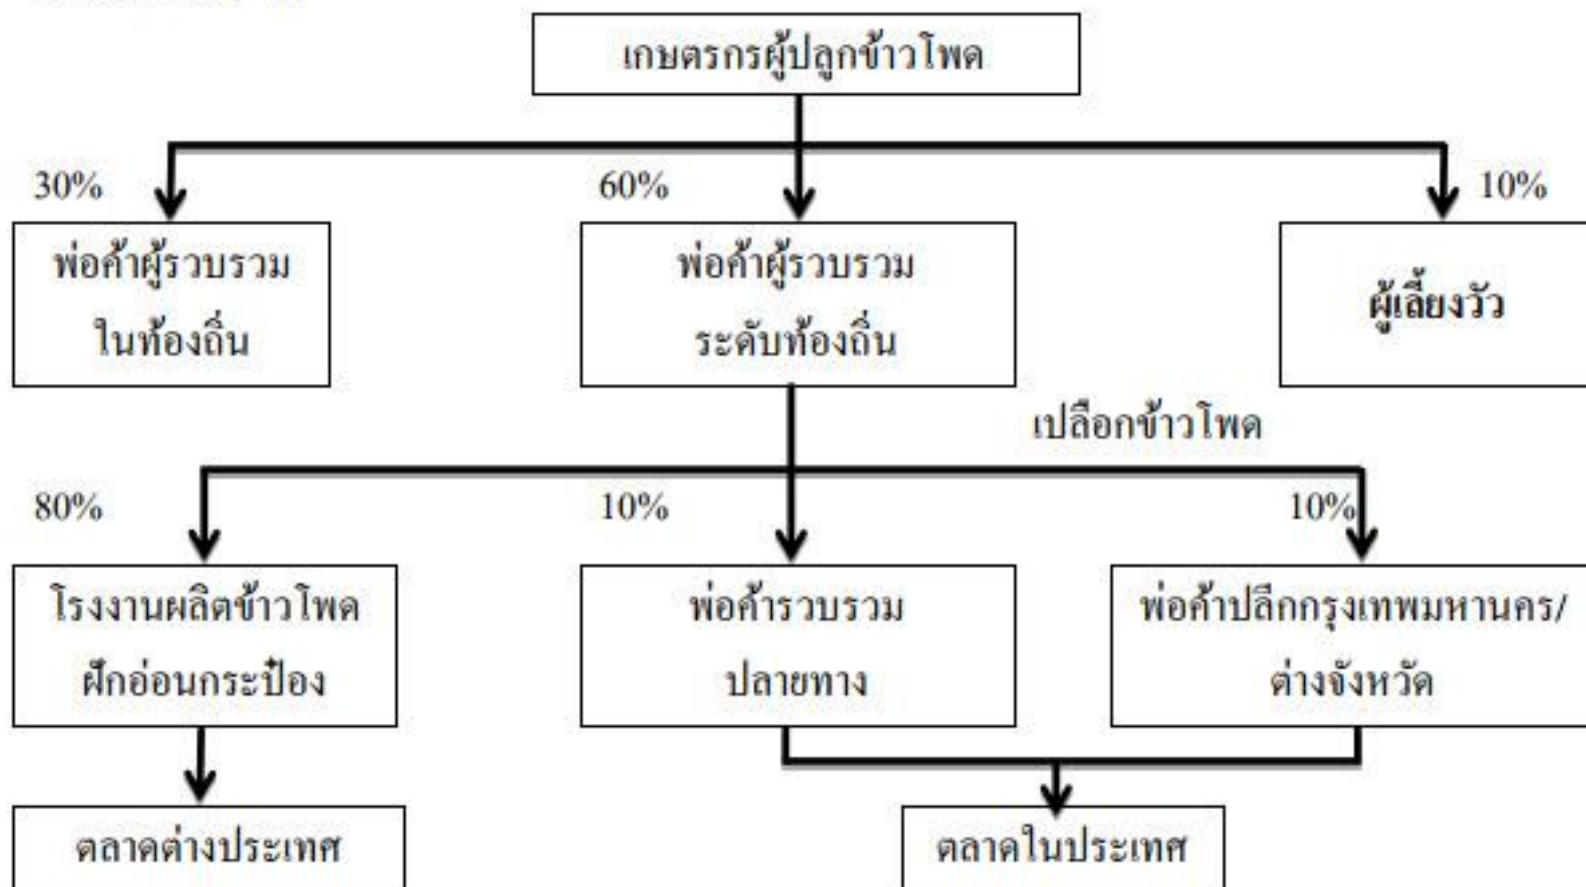 เกษตรกรผู้ปลูกข้าวโพด
30%
60%
10%
พ่อค้าผู้รวบรวม
ในท้องถิ่น
พ่อค้าผู้รวบรวม
ระดับท้องถิ่น
ผู้เลี้ยงวัว
เปลือกข้าวโพด
80%
10%
10%
โรงงานผลิตข้าวโพด
ฝักอ่อนกระป๋อง
พ่อค้ารวบรวม
ปลายทาง
พ่อค้าปลีกกรุงเทพมหานคร/
ต่างจังหวัด
ตลาดต่างประเทศ
ตลาดในประเทศ